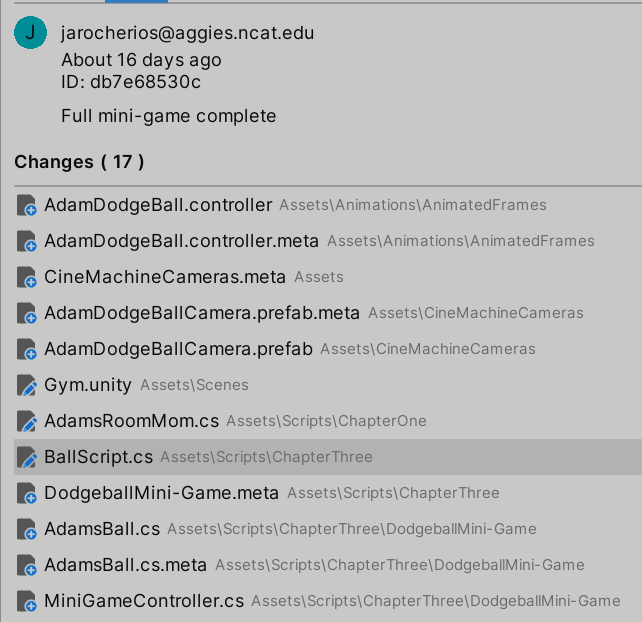 J
jarocherios@aggies.ncat.edu
About 16 days ago
ID: db7e68530c
Full mini-game complete
Changes ( 17 )
AdamDodgeBall.controller Assets\Animations\AnimatedFrames
AdamDodgeBall.controller.meta Assets\Animations\AnimatedFrames
CineMachineCameras.meta Assets
AdamDodgeBallCamera.prefab.meta Assets\CineMachineCameras
AdamDodgeBallCamera.prefab Assets\CineMachineCameras
Gym.unity Assets\Scenes
AdamsRoomMom.cs Assets\Scripts\ChapterOne
BallScript.cs Assets\Scripts\ChapterThree
DodgeballMini-Game.meta Assets\Scripts\ChapterThree
AdamsBall.cs Assets\Scripts\ChapterThree\DodgeballMini-Game
AdamsBall.cs.meta Assets\Scripts\ChapterThree\DodgeballMini-Game
MiniGameController.cs Assets\Scripts\ChapterThree\DodgeballMini-Game